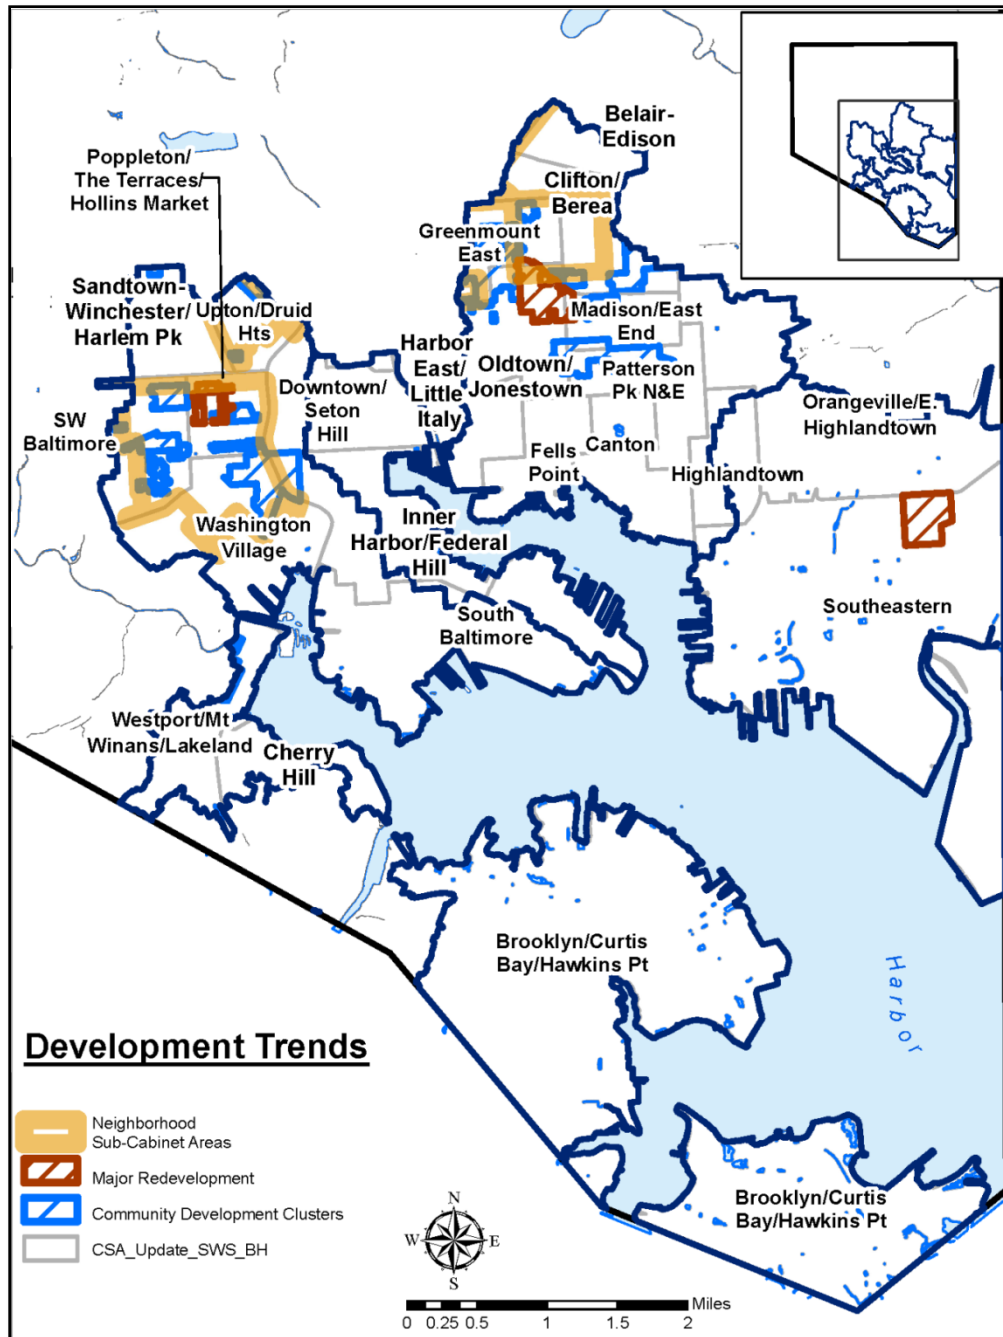 Belair-
Edison
Poppleton/
The Terraces/
Hollins Market
Clifton/
Berea
Greenmount
East
Sandtown-
Winchester/
Harlem Pk
Upton/Druid
Hts
Madison/East
End
Harbor
East/
Little
Italy
Oldtown/
Jonestown
Patterson
Pk N&E
Downtown/
Seton
Hill
Orangeville/E.
Highlandtown
SW
Baltimore
Canton
Fells
Point
Highlandtown
Washington
Village
Inner
Harbor/Federal
Hill
South
Baltimore
Southeastern
Westport/Mt
Winans/Lakeland
Cherry
Hill
Brooklyn/Curtis
Bay/Hawkins Pt
Harbor
Development Trends
Neighborhood
Sub-Cabinet Areas
Major Redevelopment
Community Development Clusters
CSA_Update_SWS_BH
Brooklyn/Curtis
Bay/Hawkins Pt
N
W E
S
Miles
0 0.25 0.5 1 1.5 2